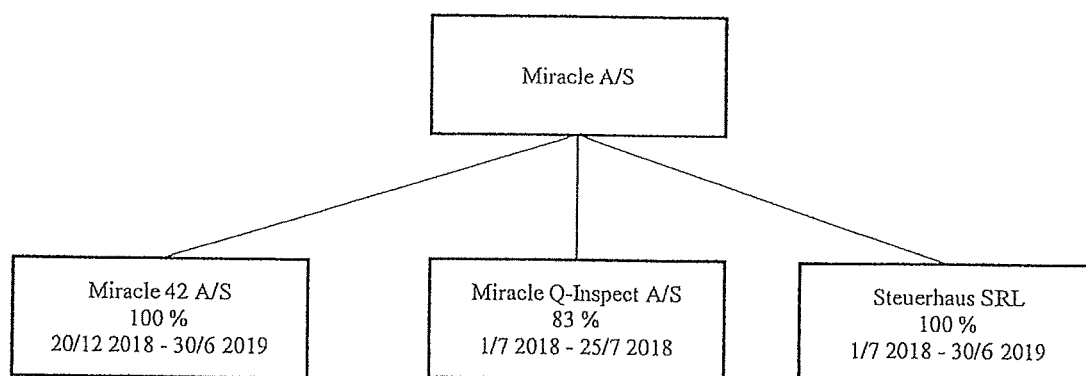 Miracle A/S
Miracle 42 A/S
100 %
20/12 2018 - 30/6 2019
Miracle Q-Inspect A/S
83 %
1/7 2018 - 25/7 2018
Steuerhaus SRL
100 %
1/7 2018 - 30/6 2019